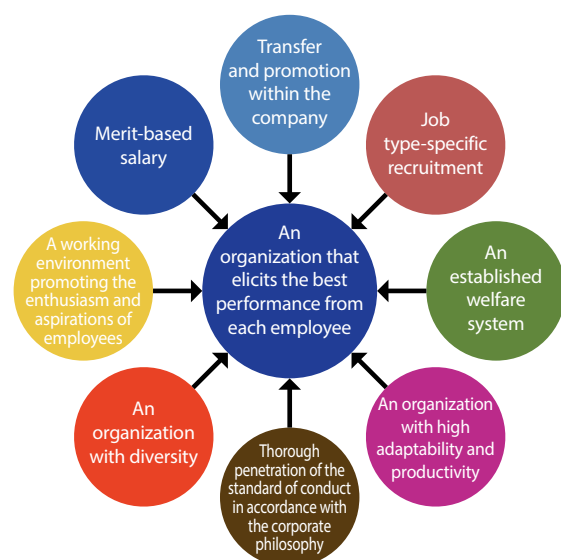 Transfer
and promotion
within the
company
Merit-based
salary
Job
type-specific
recruitment
An
organization that
elicits the best
performance from
each employee
A working
environment
promoting the
enthusiasm and
aspirations of
employees
An
established
welfare
system
An
organization
with diversity
An organization
with high
adaptability and
productivity
Thorough
penetration of the
standard of conduct
in accordance with
the corporate
philosophy